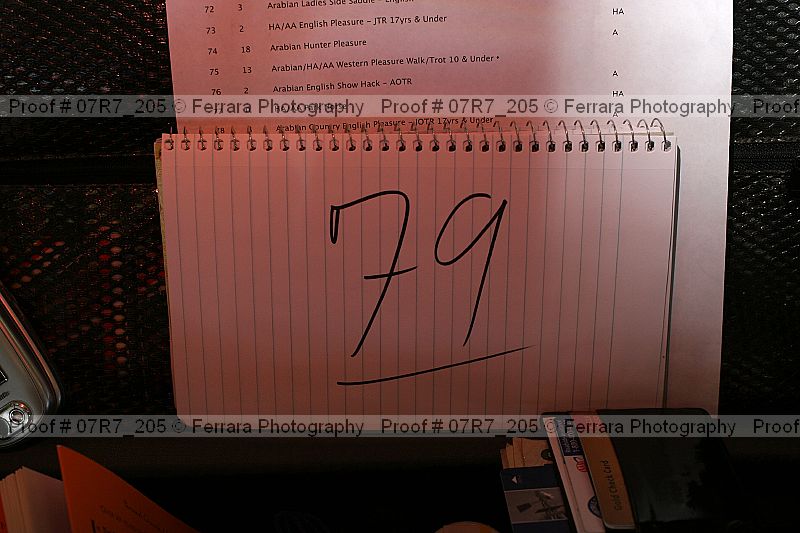 72 3 Arabian Ladies Side Saddle - English
73 2 HA/AA English Pleasure - JTR 17yrs & Under HA
74 18 Arabian Hunter Pleasure A
75 13 Arabian/HA/AA Western Pleasure Walk/Trot 10 & Under *
76 2 Arabian English Show Hack - AOTR A
HA
Proof # 07R7_205 © Ferrara Photography Proof # 07R7_205 © Ferrara Photography Proof
78 Arabian Country English Pleasure - JOTR 17yrs & Under
79
Proof # 07R7_205 © Ferrara Photography Proof # 07R7_205 © Ferrara Photography Proof
Gold Check Card